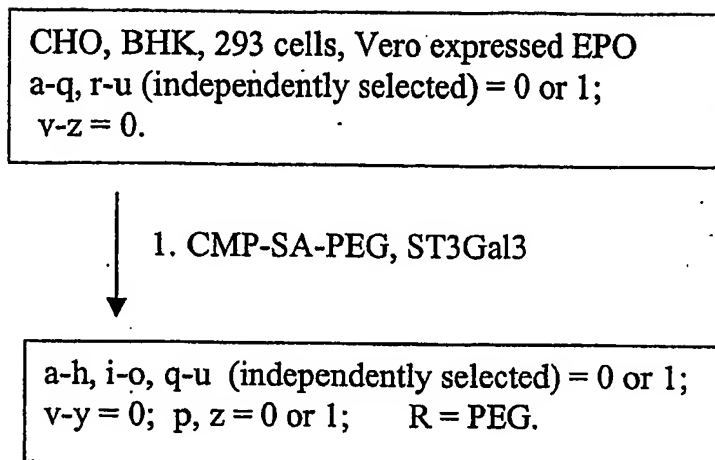 CHO, BHK, 293 cells, Vero expressed EPO
a-q, r-u (independently selected) = 0 or 1;
v-z = 0.
1. CMP-SA-PEG, ST3Gal3
a-h, i-o, q-u (independently selected) = 0 or 1;
v-y = 0; p, z = 0 or 1; R = PEG.